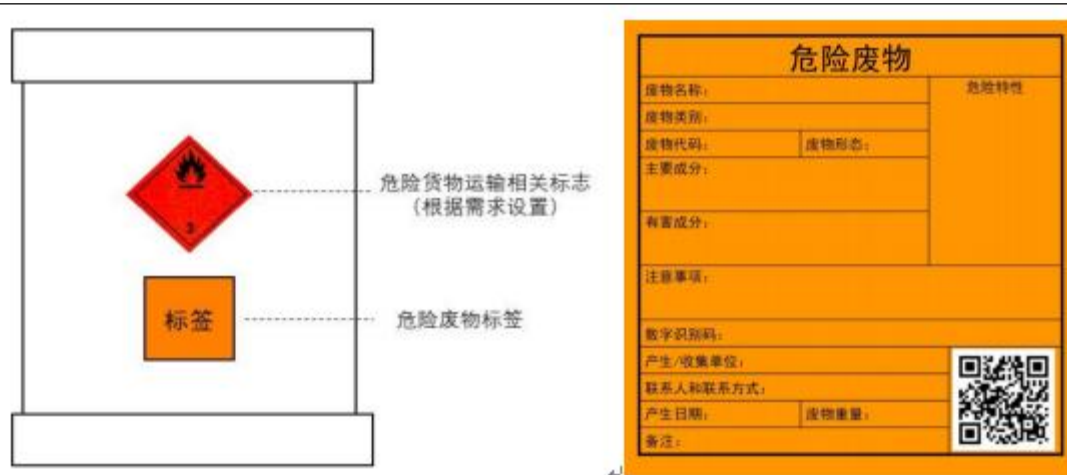 3
危险货物运输相关标志
（根据需求设置）
标签
危险废物标签
危险废物
废物名称：
危险特性
废物类别：
废物代码：
废物形态：
主要成分：
有害成分：
注意事项：
数字识别码：
产生/收集单位：
联系人和联系方式：
产生日期：
废物重量：
备注：